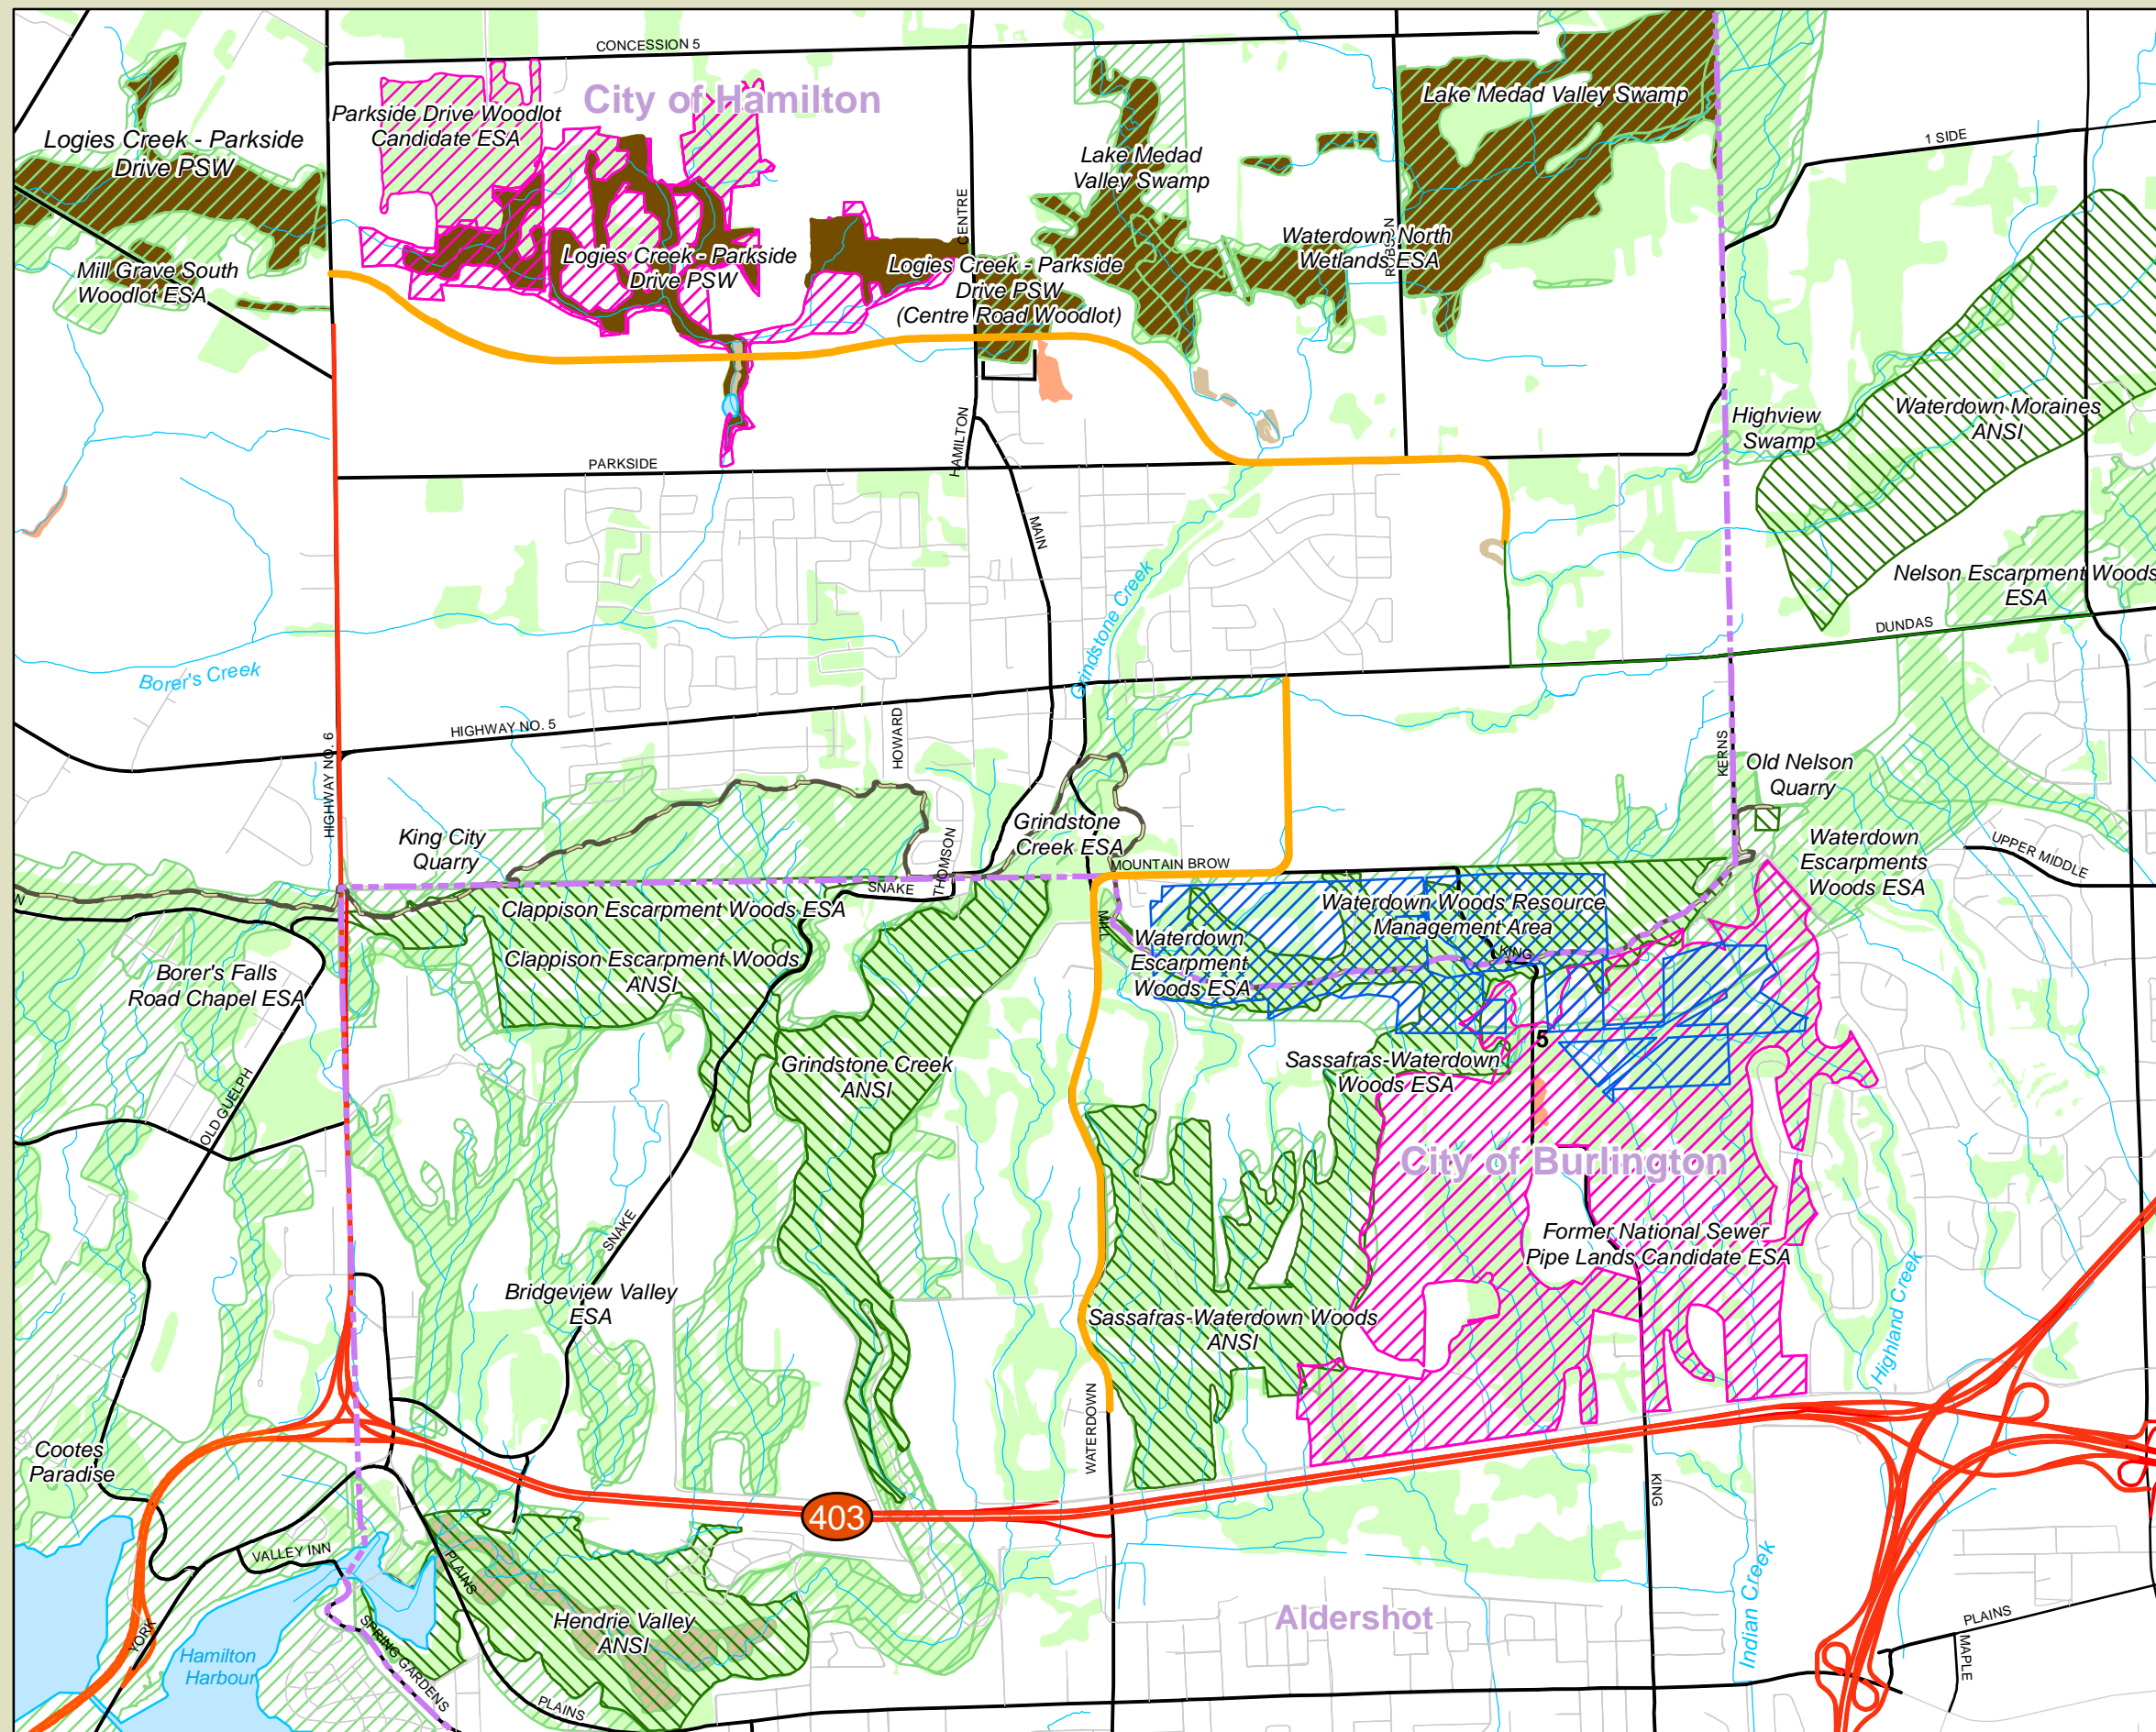 CONCESSION 5
City of Hamilton
Parkside Drive Woodlot
Candidate ESA
Lake Medad Valley Swamp
Logies Creek - Parkside
Drive PSW
1 SIDE
Lake Medad
Valley Swamp
CENTRE
Mill Grave South
Woodlot ESA
Logies Creek - Parkside
Drive PSW
Logies Creek - Parkside
Drive PSW
(Centre Road Woodlot)
Waterdown North
Wetlands ESA
ROBSON
Highview
Swamp
Waterdown Moraines
ANSI
HAMILTON
PARKSIDE
MAIN
Grindstone Creek
Nelson Escarpment Woods
ESA
DUNDAS
Borer's Creek
HIGHWAY NO. 5
HOWARD
HIGHWAY NO. 6
KERNS
Old Nelson
Quarry
King City
Quarry
Grindstone
Creek ESA
THOMSON
MOUNTAIN BROW
Waterdown
Escarpments
Woods ESA
UPPER MIDDLE
SNAKE
Clappison Escarpment Woods ESA
Waterdown Woods Resource
Management Area
MILL
Clappison Escarpment Woods
ANSI
Waterdown
Escarpment
Woods ESA
KING
Borer's Falls
Road Chapel ESA
5
Grindstone Creek
ANSI
Sassafras-Waterdown
Woods ESA
OLD GUELPH
City of Burlington
SNAKE
Former National Sewer
Pipe Lands Candidate ESA
Bridgeview Valley
ESA
Sassafras-Waterdown Woods
ANSI
Highland Creek
WATERDOWN
Cootes
Paradise
KING
403
VALLEY INN
PLAINS
Indian Creek
Hendrie Valley
ANSI
Aldershot
YORK
Hamilton
Harbour
SPRING GARDENS
PLAINS
PLAINS
MAPLE